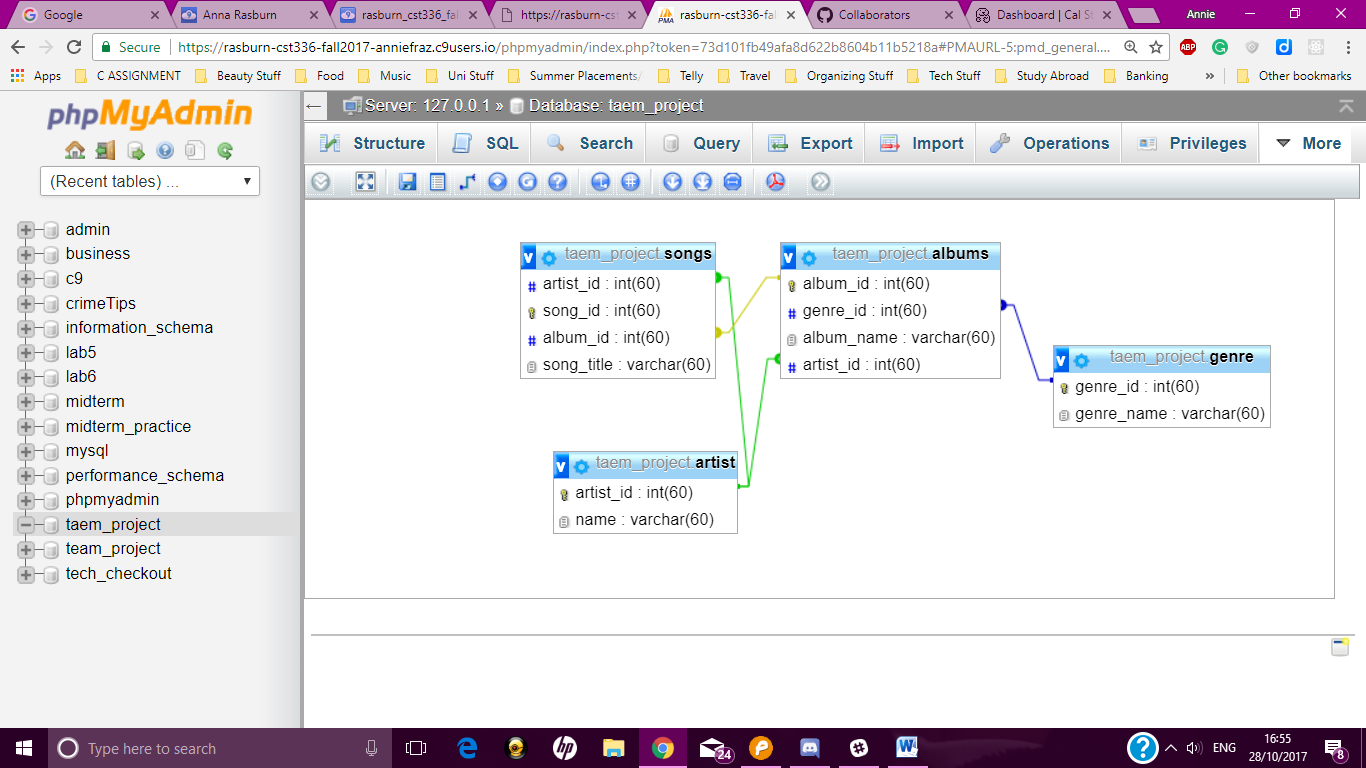 Google
Anna Rasburn
rasburn_cst336_fal
https://rasburn-cst
rasburn-cst336-fal
Collaborators
Dashboard | Cal St
Annie
Secure
https://rasburn-cst336-fall2017-anniefraz.c9users.io/phpmyadmin/index.php?token=73d101fb49afa8d622b8604b11b5218a#PMAURL-5:pmd_general....
Apps
C ASSIGNMENT
Beauty Stuff
Food
Music
Uni Stuff
Summer Placements/
Telly
Travel
Organizing Stuff
Tech Stuff
Study Abroad
Banking
»
Other bookmarks
phpMyAdmin
(Recent tables) ...
admin
business
c9
crimeTips
information_schema
lab5
lab6
midterm
midterm_practice
mysql
performance_schema
phpmyadmin
taem_project
team_project
tech_checkout
Server: 127.0.0.1 » Database: taem_project
Structure
SQL
Search
Query
Export
Import
Operations
Privileges
More
v taem_project.songs
# artist_id : int(60)
song_id : int(60)
# album_id : int(60)
song_title : varchar(60)
v taem_project.albums
album_id : int(60)
# genre_id : int(60)
album_name : varchar(60)
# artist_id : int(60)
v taem_project.genre
genre_id : int(60)
genre_name : varchar(60)
v taem_project.artist
artist_id : int(60)
name : varchar(60)
Type here to search
24
ENG
16:55
28/10/2017
8